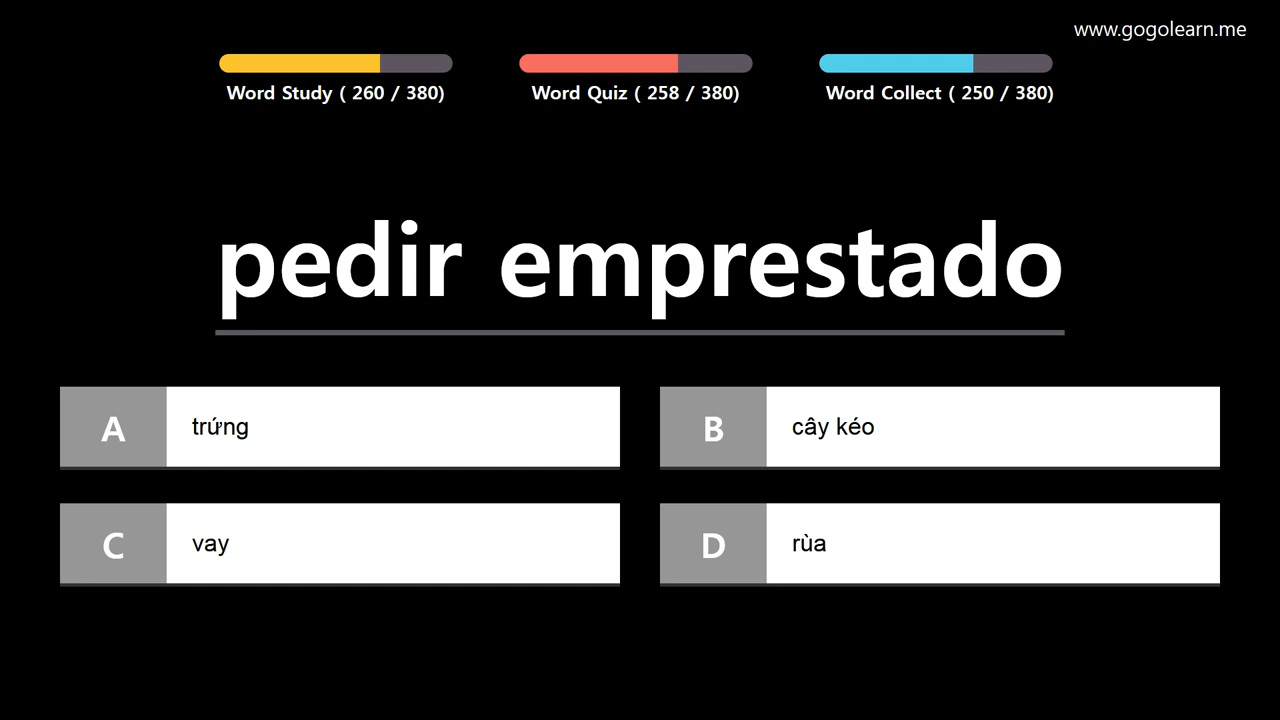 www.gogolearn.me
Word Study ( 260 / 380)
Word Quiz ( 258 / 380)
Word Collect ( 250 / 380)
pedir emprestado
A trứng
B cây kéo
C vay
D rùa